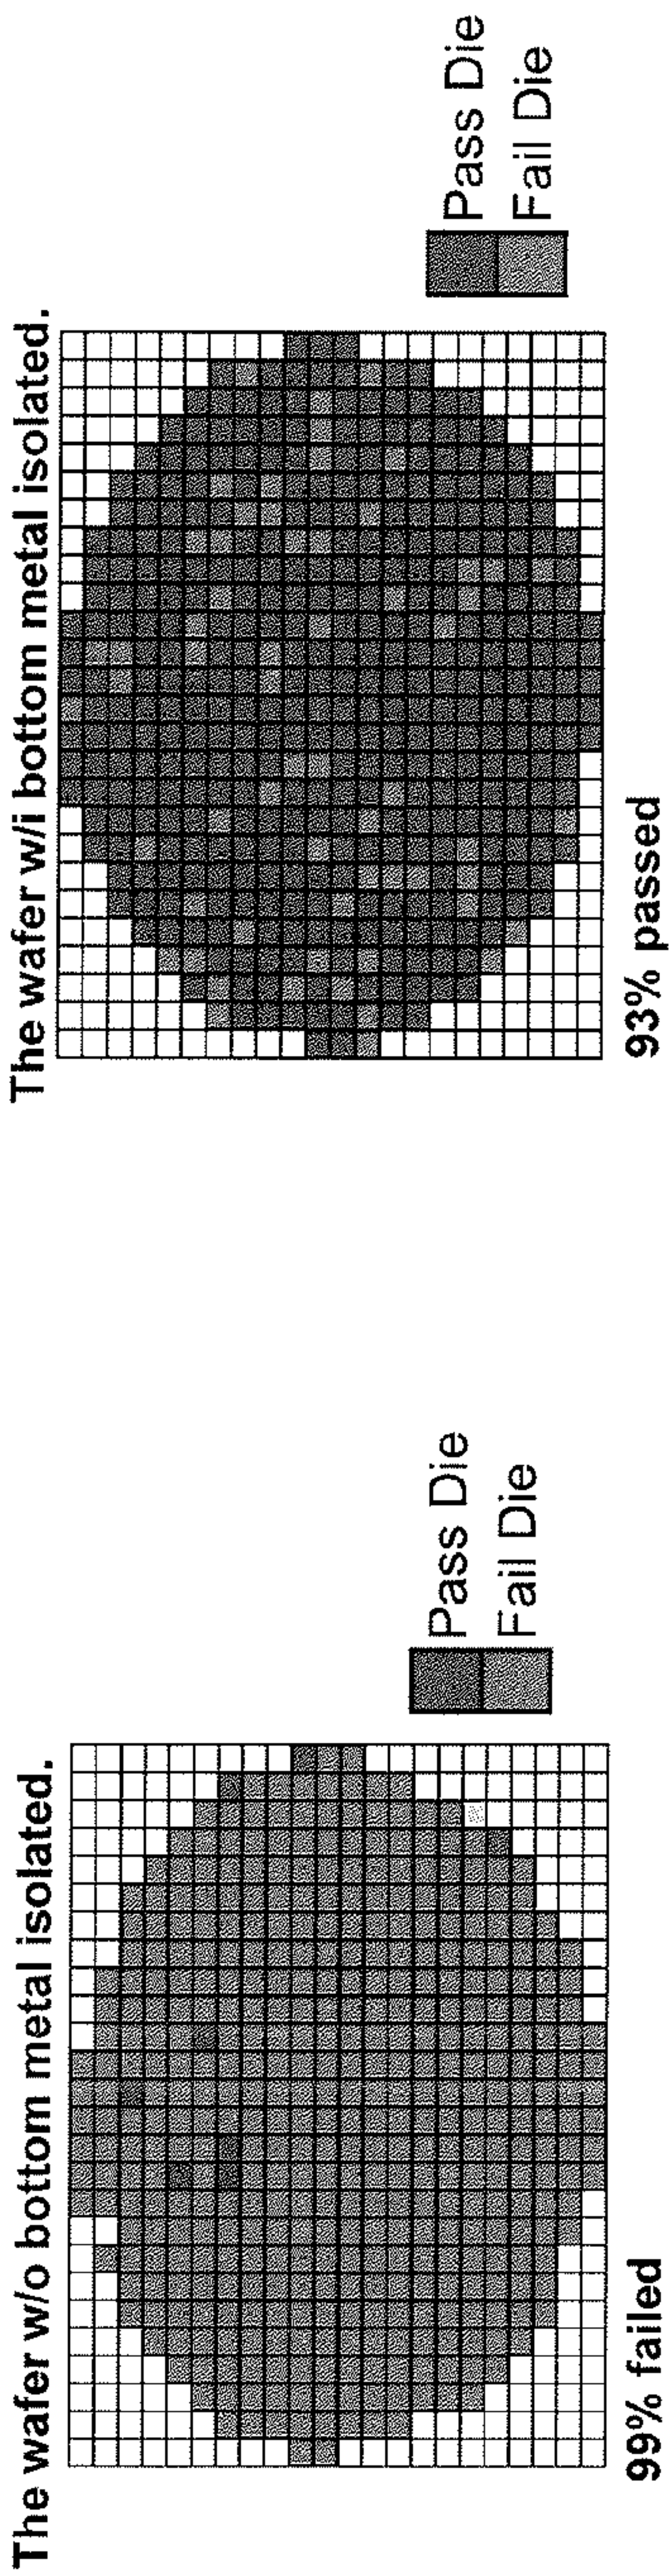 The wafer w/o bottom metal isolated.
Pass Die
Fail Die
99% failed
The wafer w/i bottom metal isolated.
Pass Die
Fail Die
93% passed